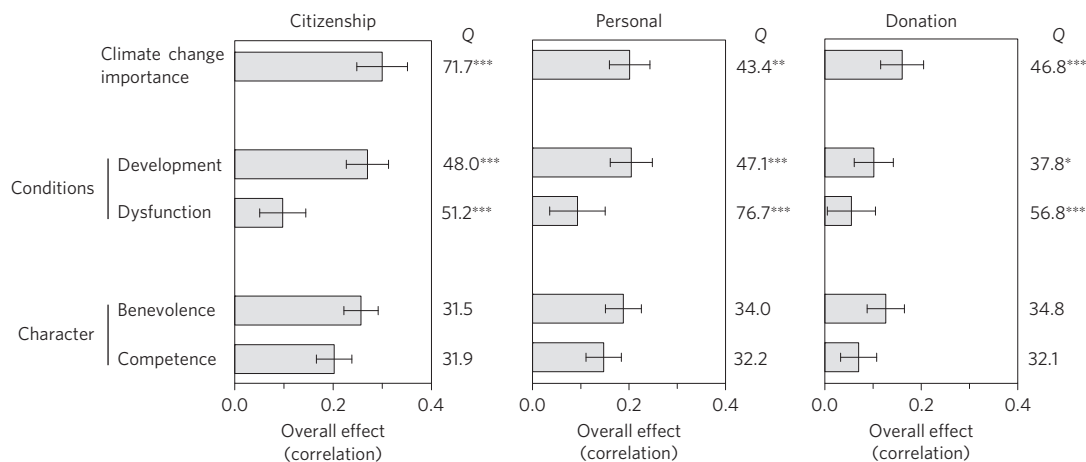 Citizenship Personal Donation
Q Q Q
Climate change
importance 71.7*** 43.4** 46.8***
Development 48.0*** 47.1*** 37.8*
Conditions
Dysfunction 51.2*** 76.7*** 56.8***
Benevolence 31.5 34.0 34.8
Character
Competence 31.9 32.2 32.1
0.0 0.2 0.4 0.0 0.2 0.4 0.0 0.2 0.4
Overall effect Overall effect Overall effect
(correlation) (correlation) (correlation)